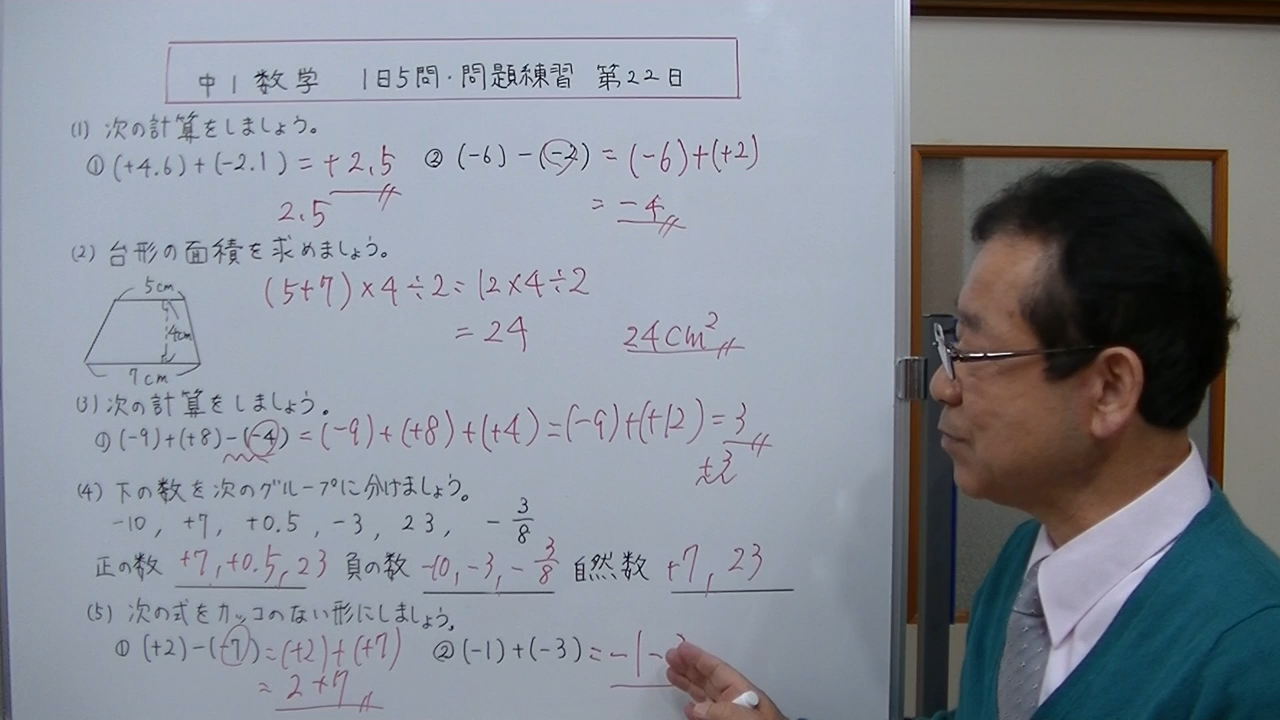 中1数学 1日5問・問題練習 第22日
(1) 次の計算をしましょう。
① (+4.6)+(-2.1)=+2.5 ② (-6)-(-2)=(-6)+(+2)
2.5 =-4
(2) 台形の面積を求めましょう。
5cm (5+7)×4÷2=12×4÷2
4cm =24 24cm²
7cm
(3) 次の計算をしましょう。
① (-9)+(+8)-(-4)=(-9)+(+8)+(+4)=(-9)+(+12)=3
+3
(4) 下の数を次のグループに分けましょう。
-10, +7, +0.5, -3, 23, -3/8
正の数 +7,+0.5,23 負の数 -10,-3,-3/8 自然数 +7,23
(5) 次の式をカッコのない形にしましょう。
① (+2)-(-7)=(+2)+(+7) ② (-1)+(-3)=-1-
=2+7